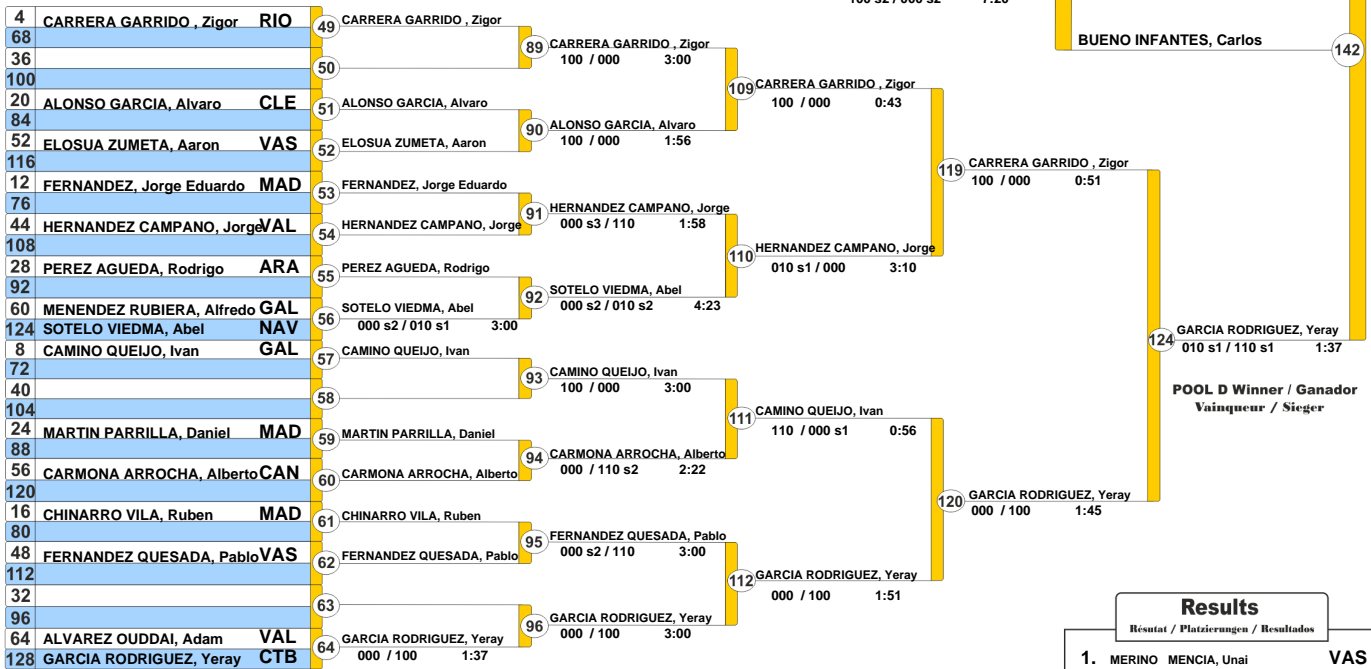 100 s2 / 000 s2 7:20
4 CARRERA GARRIDO , Zigor RIO
68
36
100
20 ALONSO GARCIA, Alvaro CLE
84
52 ELOSUA ZUMETA, Aaron VAS
116
12 FERNANDEZ, Jorge Eduardo MAD
76
44 HERNANDEZ CAMPANO, Jorge VAL
108
28 PEREZ AGUEDA, Rodrigo ARA
92
60 MENENDEZ RUBIERA, Alfredo GAL
124 SOTELO VIEDMA, Abel NAV
8 CAMINO QUEIJO, Ivan GAL
72
40
104
24 MARTIN PARRILLA, Daniel MAD
88
56 CARMONA ARROCHA, Alberto CAN
120
16 CHINARRO VILA, Ruben MAD
80
48 FERNANDEZ QUESADA, Pablo VAS
112
32
96
64 ALVAREZ OUDDAI, Adam VAL
128 GARCIA RODRIGUEZ, Yeray CTB
49 CARRERA GARRIDO , Zigor
50
51 ALONSO GARCIA, Alvaro
52 ELOSUA ZUMETA, Aaron
53 FERNANDEZ, Jorge Eduardo
54 HERNANDEZ CAMPANO, Jorge
55 PEREZ AGUEDA, Rodrigo
56 SOTELO VIEDMA, Abel
000 s2 / 010 s1 3:00
57 CAMINO QUEIJO, Ivan
58
59 MARTIN PARRILLA, Daniel
60 CARMONA ARROCHA, Alberto
61 CHINARRO VILA, Ruben
62 FERNANDEZ QUESADA, Pablo
63
64 GARCIA RODRIGUEZ, Yeray
000 / 100 1:37
89 CARRERA GARRIDO , Zigor
100 / 000 3:00
90 ALONSO GARCIA, Alvaro
100 / 000 1:56
91 HERNANDEZ CAMPANO, Jorge
000 s3 / 110 1:58
92 SOTELO VIEDMA, Abel
000 s2 / 010 s2 4:23
93 CAMINO QUEIJO, Ivan
100 / 000 3:00
94 CARMONA ARROCHA, Alberto
000 / 110 s2 2:22
95 FERNANDEZ QUESADA, Pablo
000 s2 / 110 3:00
96 GARCIA RODRIGUEZ, Yeray
000 / 100 3:00
109 CARRERA GARRIDO , Zigor
100 / 000 0:43
110 HERNANDEZ CAMPANO, Jorge
010 s1 / 000 3:10
111 CAMINO QUEIJO, Ivan
110 / 000 s1 0:56
112 GARCIA RODRIGUEZ, Yeray
000 / 100 1:51
119 CARRERA GARRIDO , Zigor
100 / 000 0:51
120 GARCIA RODRIGUEZ, Yeray
000 / 100 1:45
BUENO INFANTES, Carlos
142
124 GARCIA RODRIGUEZ, Yeray
010 s1 / 110 s1 1:37
POOL D Winner / Ganador
Vainqueur / Sieger
Results
Résutat / Platzierungen / Resultados
1. MERINO MENCIA, Unai VAS